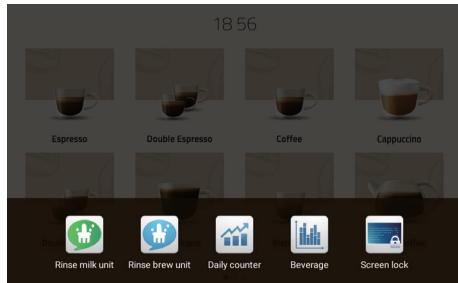 18 56
Espresso
Double Espresso
Coffee
Cappuccino
Rinse milk unit
Rinse brew unit
Daily counter
Beverage
Screen lock